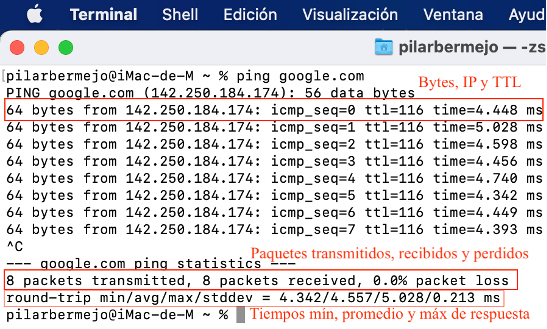 Terminal Shell Edición Visualización Ventana Ayud
pilarbermejo — -zs
[pilarbermejo@iMac-de-M ~ % ping google.com
PING google.com (142.250.184.174): 56 data bytes
Bytes, IP y TTL
64 bytes from 142.250.184.174: icmp_seq=0 ttl=116 time=4.448 ms
64 bytes from 142.250.184.174: icmp_seq=1 ttl=116 time=5.028 ms
64 bytes from 142.250.184.174: icmp_seq=2 ttl=116 time=4.598 ms
64 bytes from 142.250.184.174: icmp_seq=3 ttl=116 time=4.456 ms
64 bytes from 142.250.184.174: icmp_seq=4 ttl=116 time=4.740 ms
64 bytes from 142.250.184.174: icmp_seq=5 ttl=116 time=4.342 ms
64 bytes from 142.250.184.174: icmp_seq=6 ttl=116 time=4.449 ms
64 bytes from 142.250.184.174: icmp_seq=7 ttl=116 time=4.393 ms
^C
Paquetes transmitidos, recibidos y perdidos
--- google.com ping statistics ---
8 packets transmitted, 8 packets received, 0.0% packet loss
round-trip min/avg/max/stddev = 4.342/4.557/5.028/0.213 ms
pilarbermejo@iMac-de-M ~ %
Tiempos min, promedio y máx de respuesta